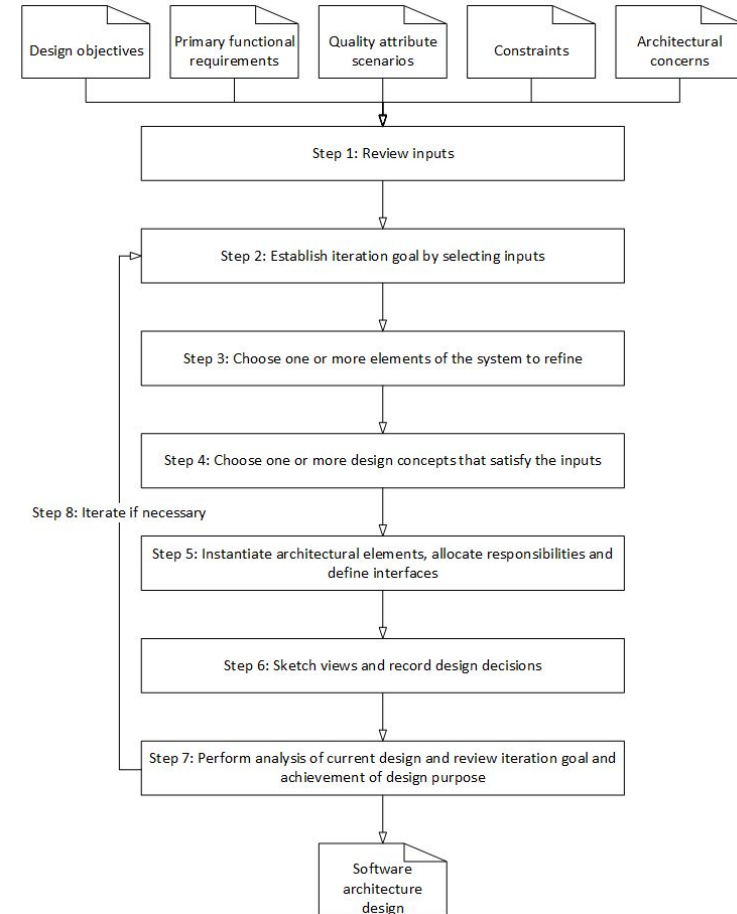 Design objectives
Primary functional
requirements
Quality attribute
scenarios
Constraints
Architectural
concerns
Step 1: Review inputs
Step 2: Establish iteration goal by selecting inputs
Step 3: Choose one or more elements of the system to refine
Step 4: Choose one or more design concepts that satisfy the inputs
Step 8: Iterate if necessary
Step 5: Instantiate architectural elements, allocate responsibilities and
define interfaces
Step 6: Sketch views and record design decisions
Step 7: Perform analysis of current design and review iteration goal and
achievement of design purpose
Software
architecture
design